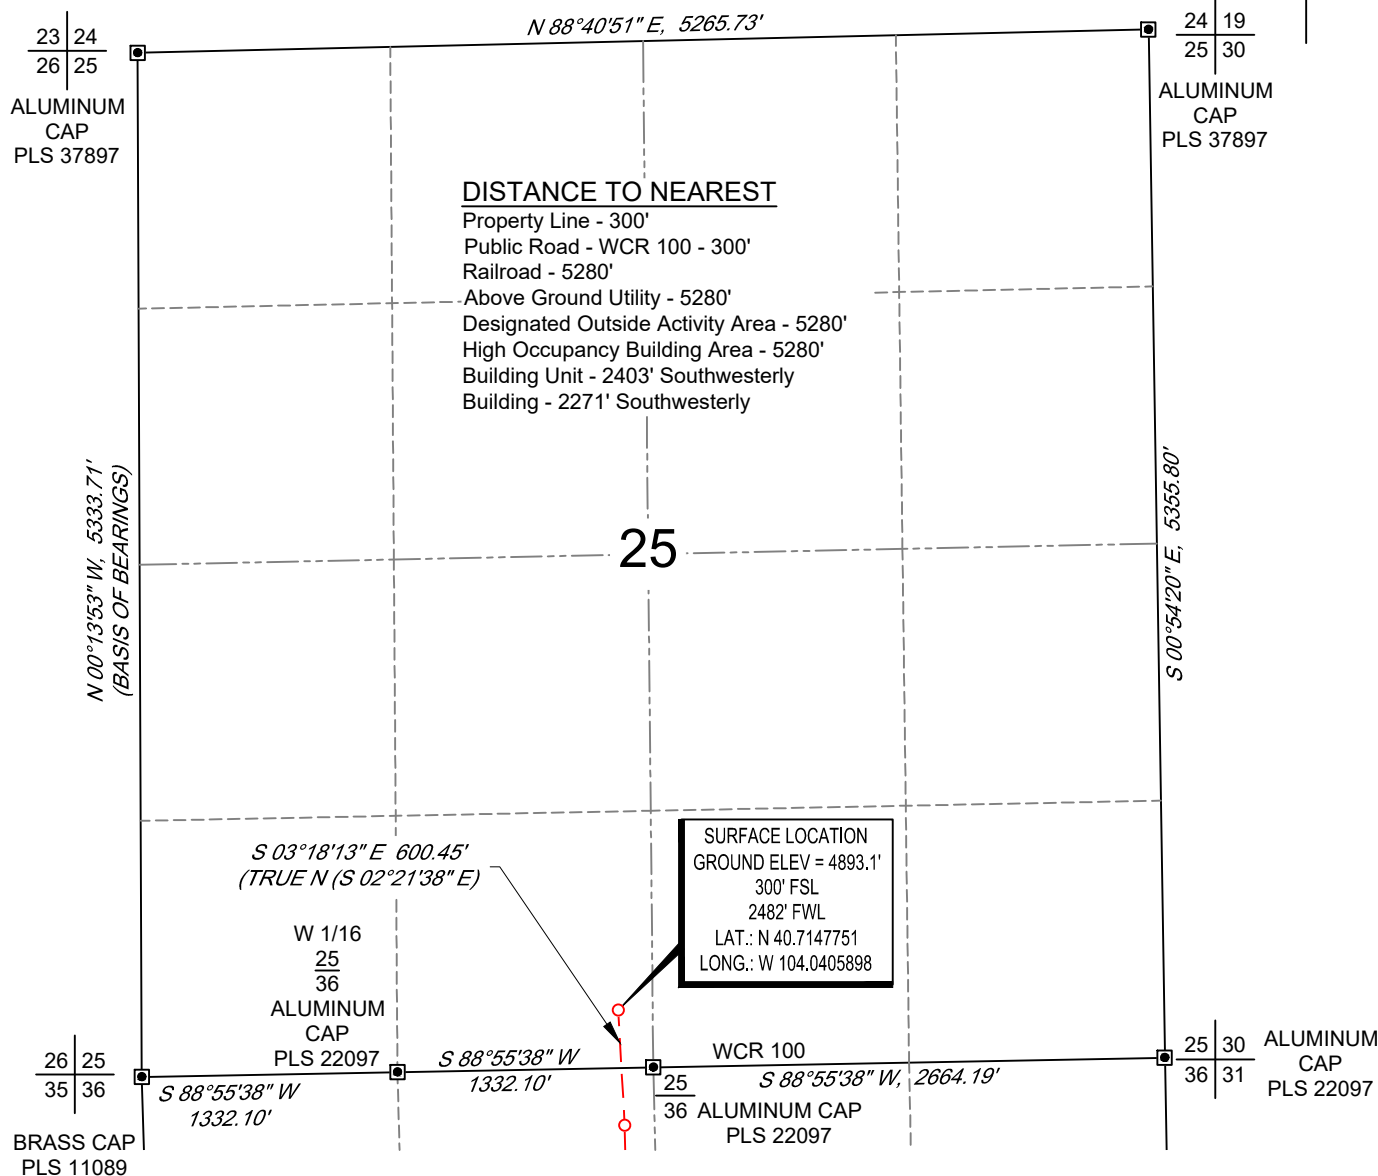 N 88°40'51" E, 5265.73'
23 24
26 25
ALUMINUM
CAP
PLS 37897
24 19
25 30
ALUMINUM
CAP
PLS 37897
DISTANCE TO NEAREST
Property Line - 300'
Public Road - WCR 100 - 300'
Railroad - 5280'
Above Ground Utility - 5280'
Designated Outside Activity Area - 5280'
High Occupancy Building Area - 5280'
Building Unit - 2403' Southwesterly
Building - 2271' Southwesterly
N 00°13'53" W, 5333.71'
(BASIS OF BEARINGS)
25
S 00°54'20" E, 5355.80'
S 03°18'13" E 600.45'
(TRUE N (S 02°21'38" E)
SURFACE LOCATION
GROUND ELEV = 4893.1'
300' FSL
2482' FWL
LAT.: N 40.7147751
LONG.: W 104.0405898
W 1/16
25
36
ALUMINUM
CAP
PLS 22097
26 25
35 36
BRASS CAP
PLS 11089
S 88°55'38" W
1332.10'
S 88°55'38" W
1332.10'
WCR 100
S 88°55'38" W, 2664.19'
25
36 ALUMINUM CAP
PLS 22097
25 30
36 31
ALUMINUM
CAP
PLS 22097